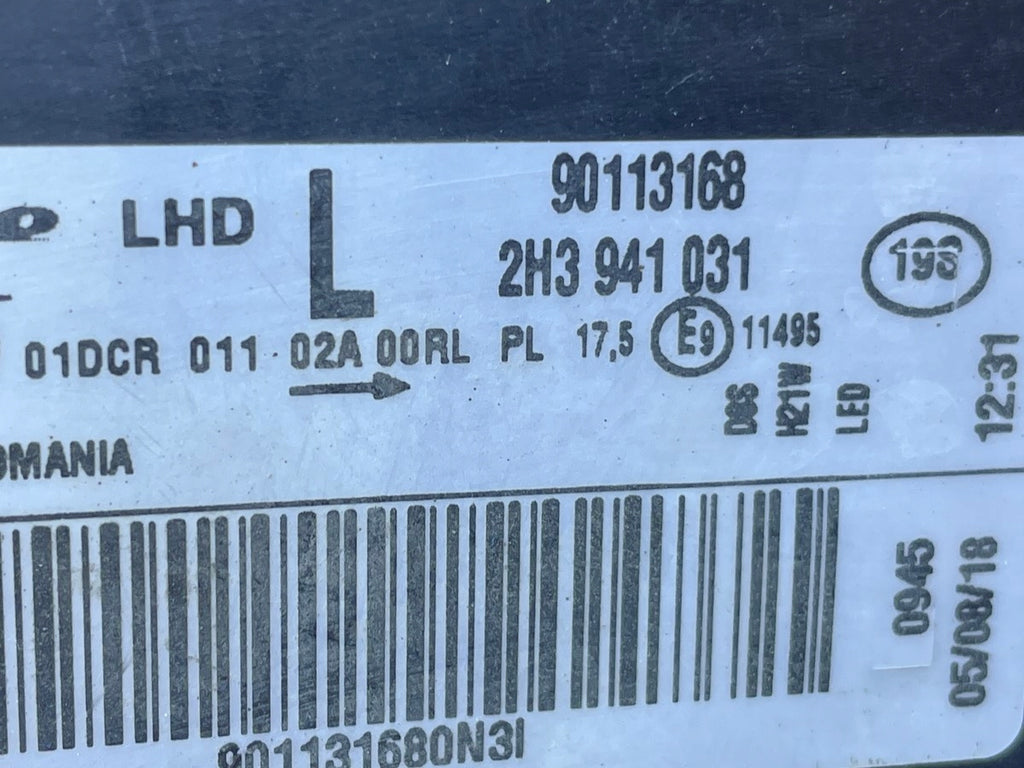 LHD
L
90113168
2H3 941 031
01DCR 011 02A 00RL PL 17,5 E9 11495
D8S
H21W
LED
12:31
OMANIA
0945
05/08/18
901131680N3I